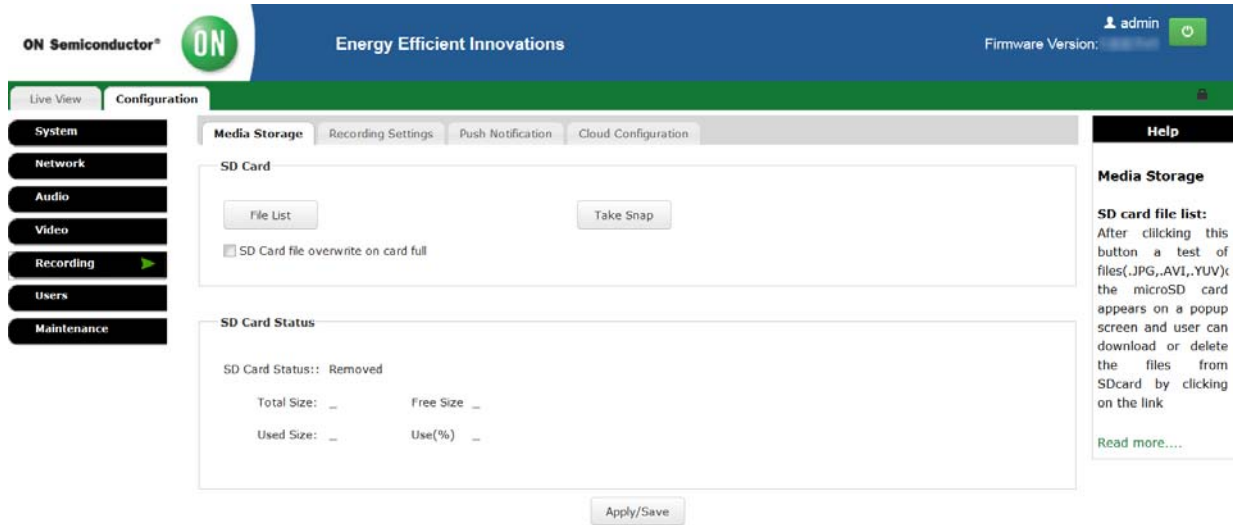 ON Semiconductor®
ON
Energy Efficient Innovations
admin
Firmware Version:
Live View
Configuration
System
Network
Audio
Video
Recording
Users
Maintenance
Media Storage
Recording Settings
Push Notification
Cloud Configuration
SD Card
File List
Take Snap
SD Card file overwrite on card full
SD Card Status
SD Card Status:: Removed
Total Size: _
Free Size _
Used Size: _
Use(%) _
Apply/Save
Help
Media Storage
SD card file list:
After clilcking this
button a test of
files(.JPG,.AVI,.YUV)
the microSD card
appears on a popup
screen and user can
download or delete
the files from
SDcard by clicking
on the link
Read more....